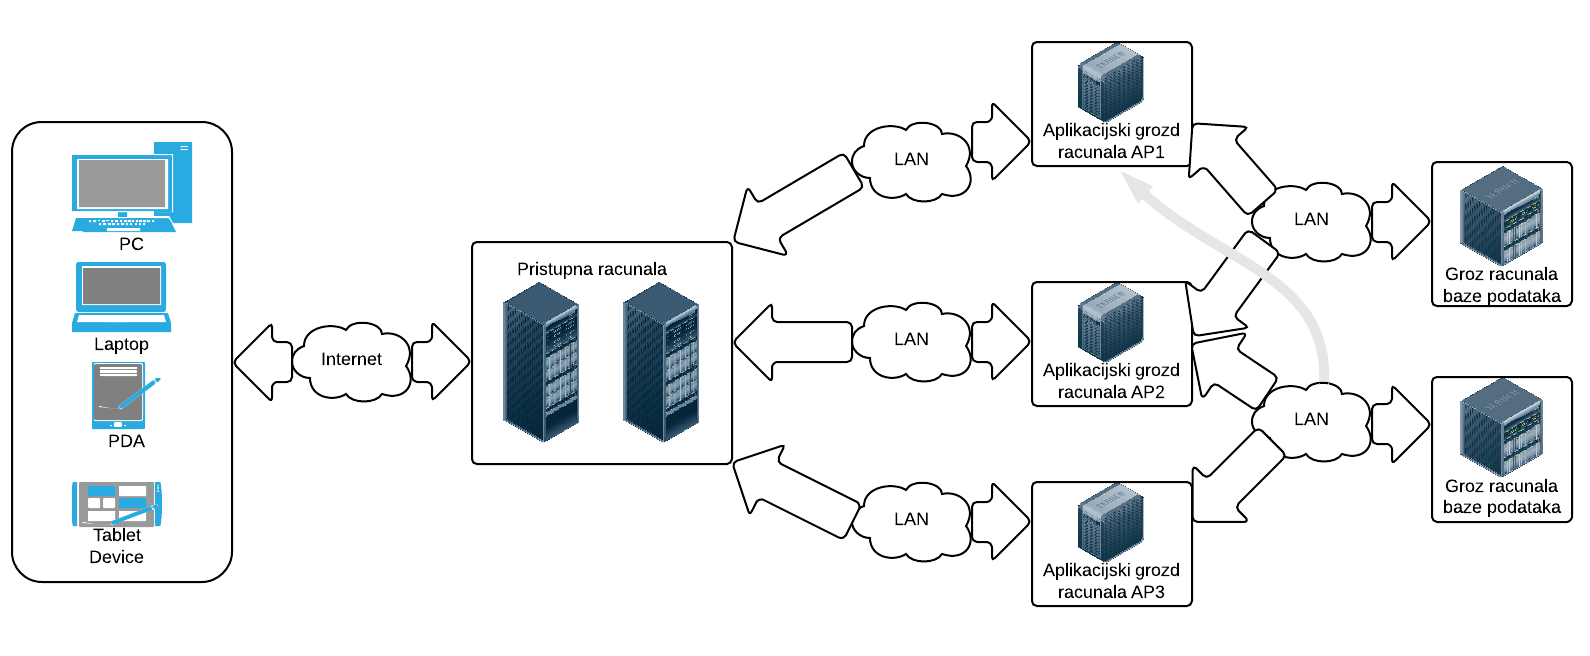 PC
Laptop
PDA
Tablet
Device
Internet
Pristupna racunala
LAN
LAN
LAN
Aplikacijski grozd
racunala AP1
Aplikacijski grozd
racunala AP2
Aplikacijski grozd
racunala AP3
LAN
LAN
Groz racunala
baze podataka
Groz racunala
baze podataka